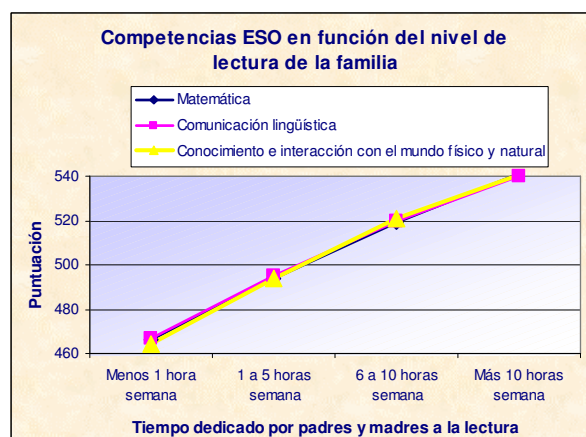 Competencias ESO en función del nivel de
lectura de la familia
Matemática
Comunicación lingüística
Conocimiento e interacción con el mundo físico y natural
540
520
500
480
460
Puntuación
Menos 1 hora
semana
1 a 5 horas
semana
6 a 10 horas
semana
Más 10 horas
semana
Tiempo dedicado por padres y madres a la lectura